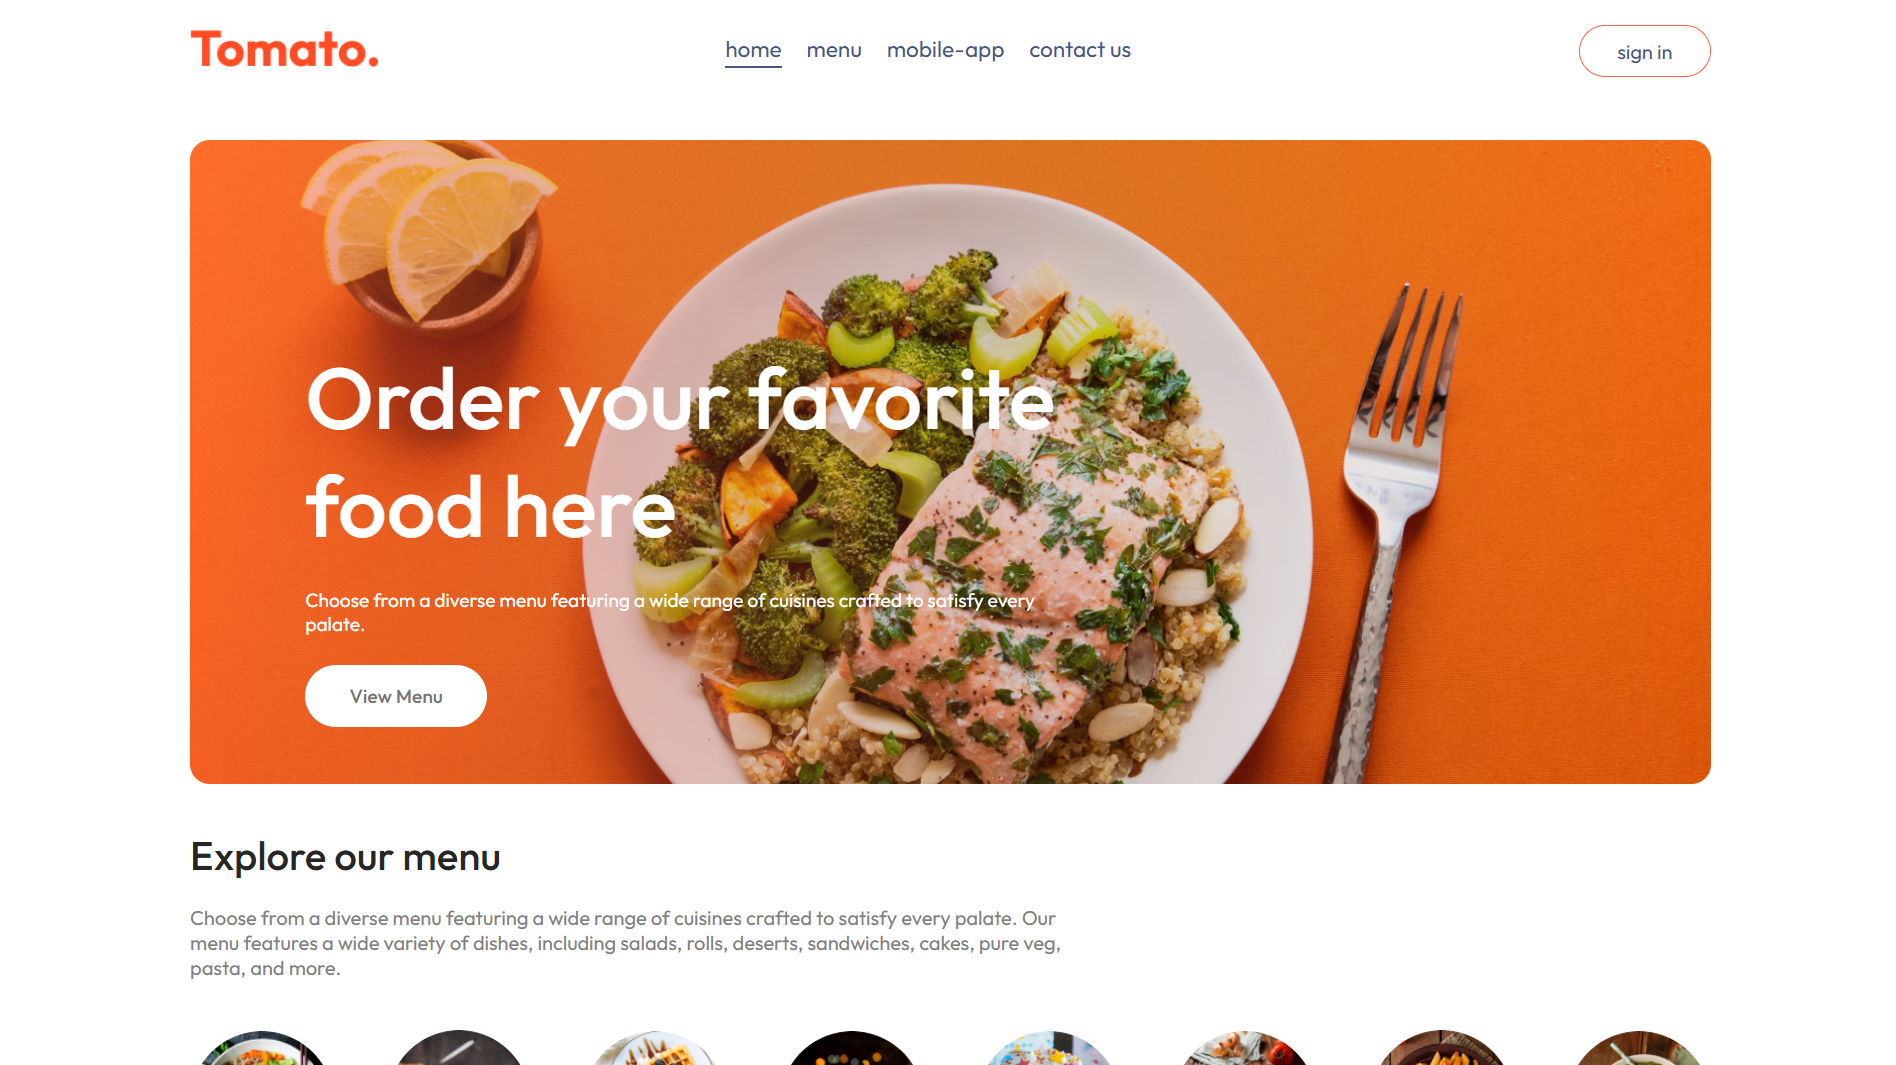 Tomato.
home menu mobile-app contact us
sign in
Order your favorite
food here
Choose from a diverse menu featuring a wide range of cuisines crafted to satisfy every
palate.
View Menu
Explore our menu
Choose from a diverse menu featuring a wide range of cuisines crafted to satisfy every palate. Our
menu features a wide variety of dishes, including salads, rolls, deserts, sandwiches, cakes, pure veg,
pasta, and more.